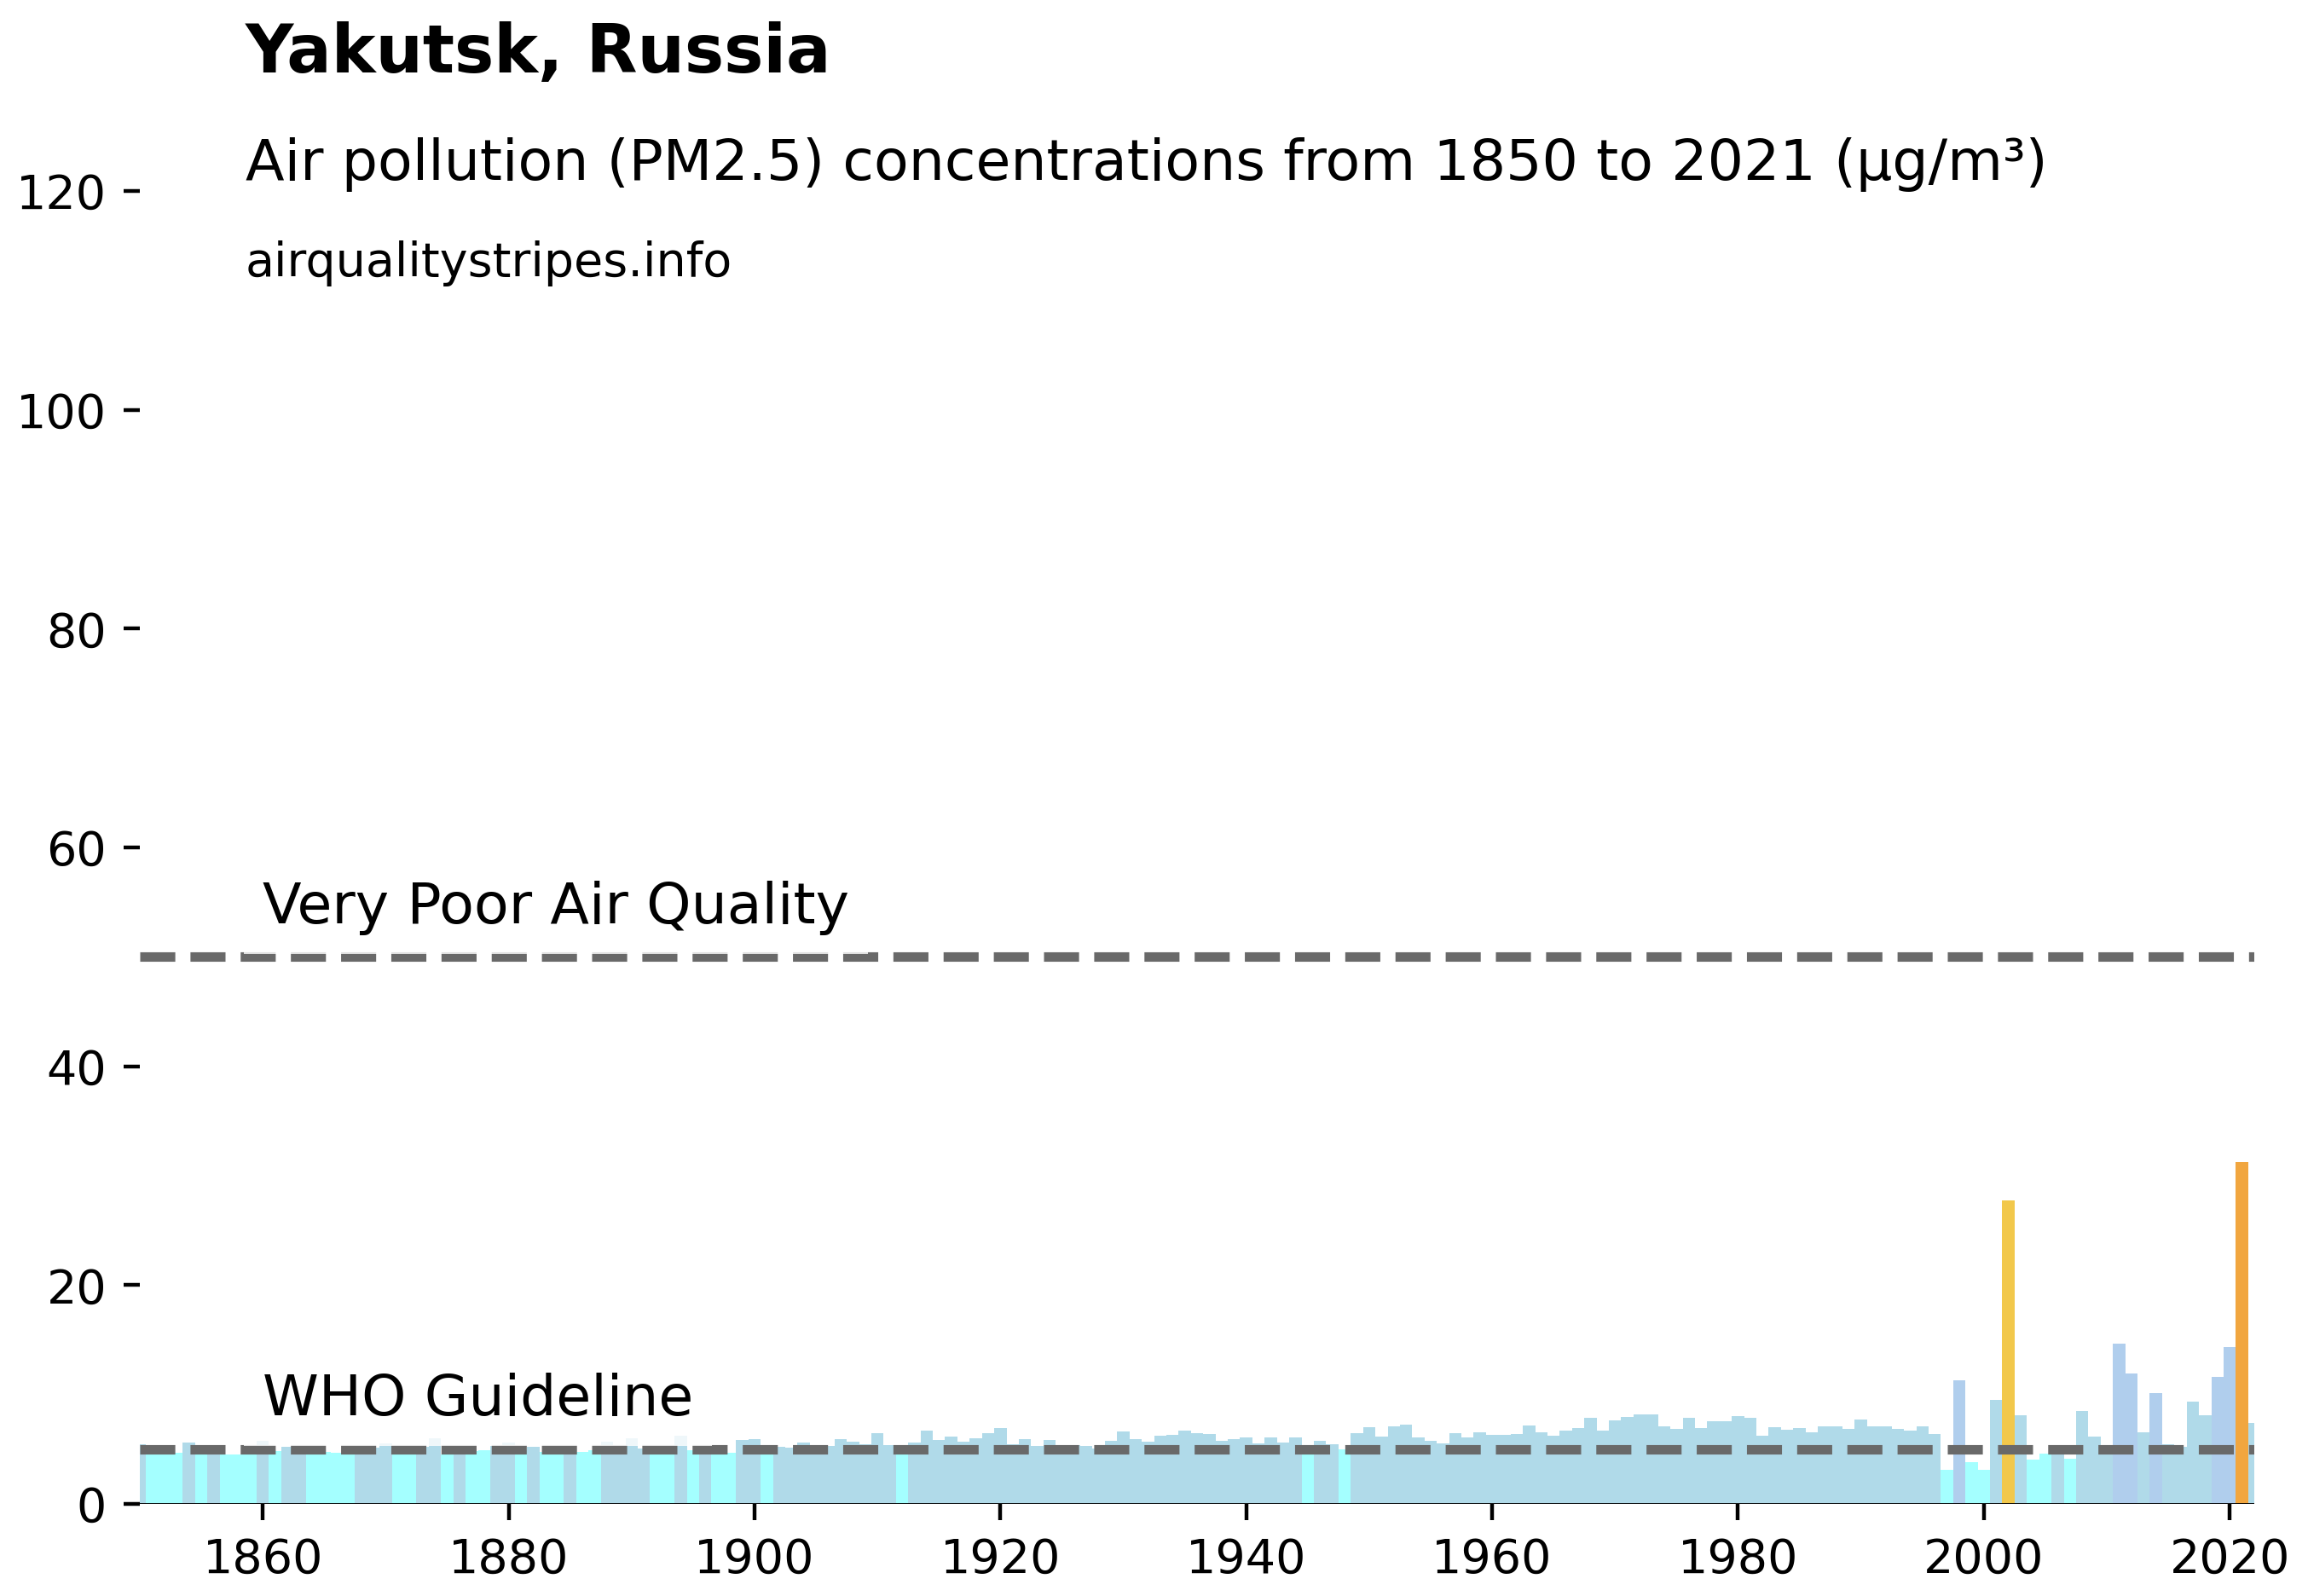 Yakutsk, Russia
Air pollution (PM2.5) concentrations from 1850 to 2021 (µg/m³)
120
airqualitystripes.info
100
80
60
Very Poor Air Quality
40
20
WHO Guideline
0
1860 1880 1900 1920 1940 1960 1980 2000 2020